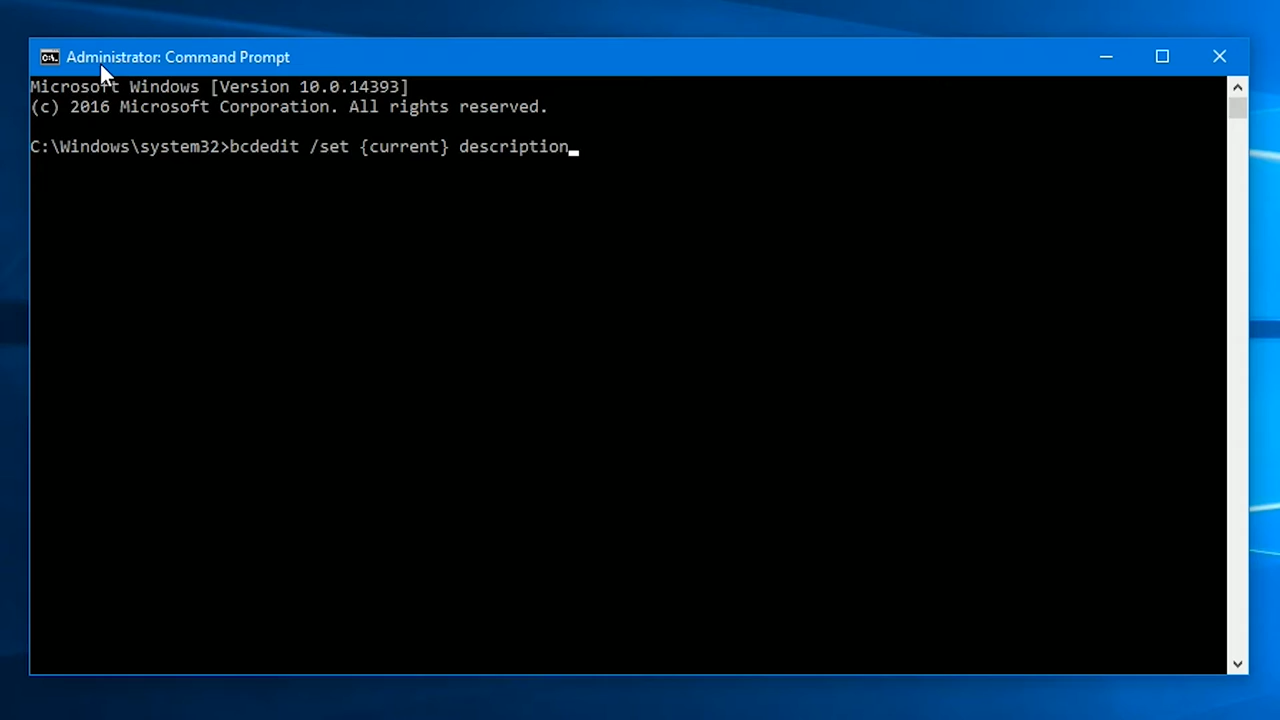 Administrator: Command Prompt
Microsoft Windows [Version 10.0.14393]
(c) 2016 Microsoft Corporation. All rights reserved.
C:\Windows\system32>bcdedit /set {current} description